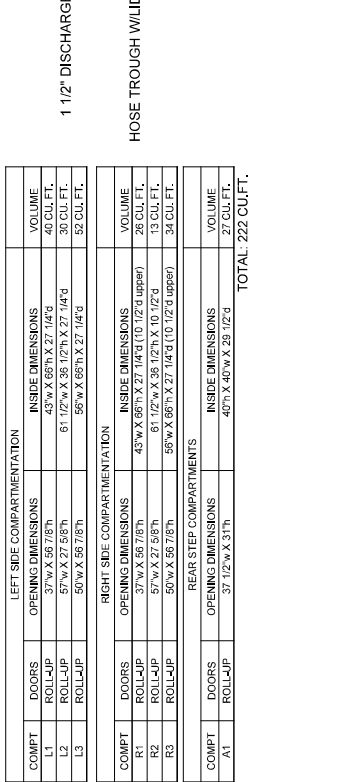 1 1/2" DISCHARGE
HOSE TROUGH W/LID
LEFT SIDE COMPARTMENTATION
COMPT DOORS OPENING DIMENSIONS INSIDE DIMENSIONS VOLUME
L1 ROLL-UP 37"w X 56 7/8"h 43"w X 66"h X 27 1/4"d 40 CU. FT.
L2 ROLL-UP 57"w X 27 5/8"h 61 1/2"w X 36 1/2"h X 27 1/4"d 30 CU. FT.
L3 ROLL-UP 50"w X 56 7/8"h 56"w X 66"h X 27 1/4"d 52 CU. FT.
RIGHT SIDE COMPARTMENTATION
COMPT DOORS OPENING DIMENSIONS INSIDE DIMENSIONS VOLUME
R1 ROLL-UP 37"w X 56 7/8"h 43"w X 66"h X 27 1/4"d (10 1/2"d upper) 26 CU. FT.
R2 ROLL-UP 57"w X 27 5/8"h 61 1/2"w X 36 1/2"h X 10 1/2"d 13 CU. FT.
R3 ROLL-UP 50"w X 56 7/8"h 56"w X 66"h X 27 1/4"d (10 1/2"d upper) 34 CU. FT.
REAR STEP COMPARTMENTS
COMPT DOORS OPENING DIMENSIONS INSIDE DIMENSIONS VOLUME
A1 ROLL-UP 37 1/2"w X 31"h 40"h X 40"w X 29 1/2"d 27 CU. FT.
TOTAL: 222 CU.FT.